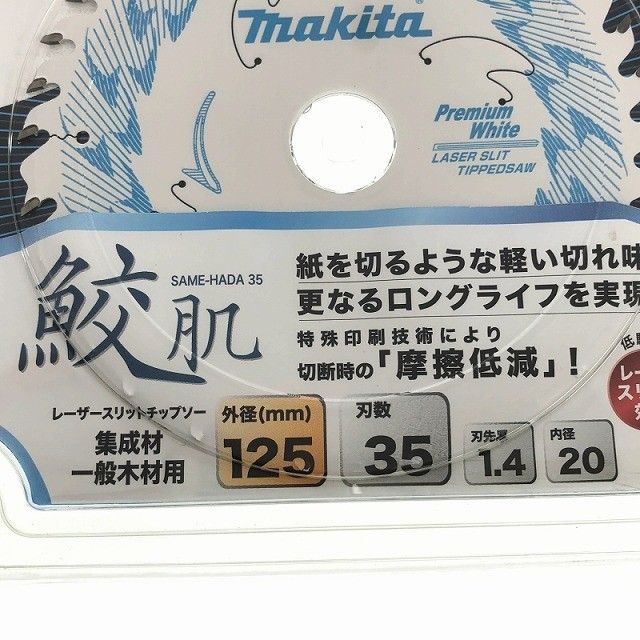 makita
Premium
White
LASER SLIT
TIPPEDSAW
鮫肌
SAME-HADA 35
紙を切るような軽い切れ味
更なるロングライフを実現
特殊印刷技術により
切断時の「摩擦低減」!
レーザースリットチップソー
集成材
一般木材用
外径(mm)
125
刃数
35
刃先厚
1.4
内径
20